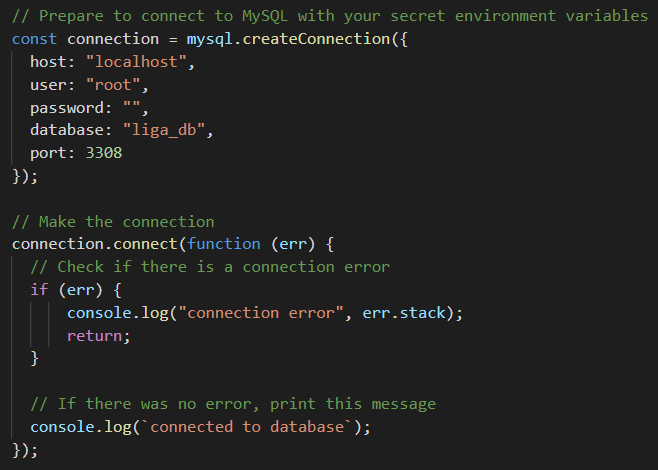 // Prepare to connect to MySQL with your secret environment variables
const connection = mysql.createConnection({
  host: "localhost",
  user: "root",
  password: "",
  database: "liga_db",
  port: 3308
});

// Make the connection
connection.connect(function (err) {
  // Check if there is a connection error
  if (err) {
      console.log("connection error", err.stack);
      return;
  }

  // If there was no error, print this message
  console.log(`connected to database`);
});